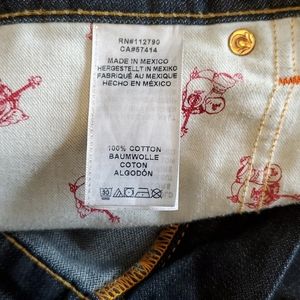 RN#112790
CA#57414
MADE IN MEXICO
HERGESTELLT IN MEXIKO
FABRIQUÉ AU MEXIQUE
HECHO EN MÉXICO
100% COTTON
BAUMWOLLE
COTON
ALGODÓN
30